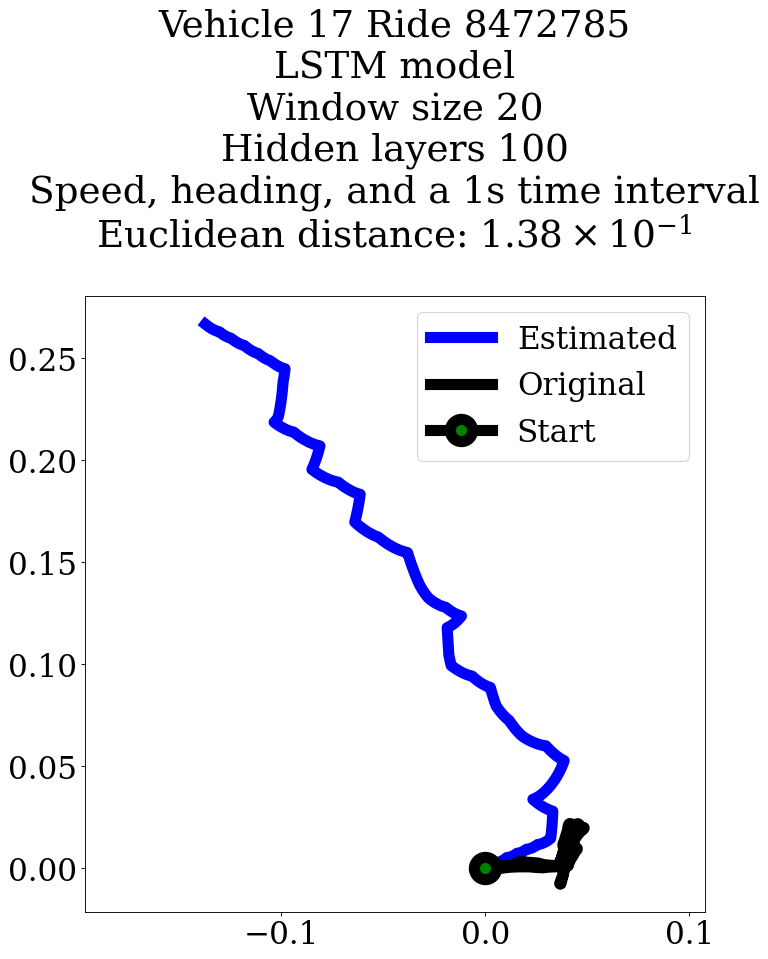 Vehicle 17 Ride 8472785
LSTM model
Window size 20
Hidden layers 100
Speed, heading, and a 1s time interval
Euclidean distance: 1.38 × 10⁻¹
Estimated
Original
Start
0.25
0.20
0.15
0.10
0.05
0.00
−0.1 0.0 0.1